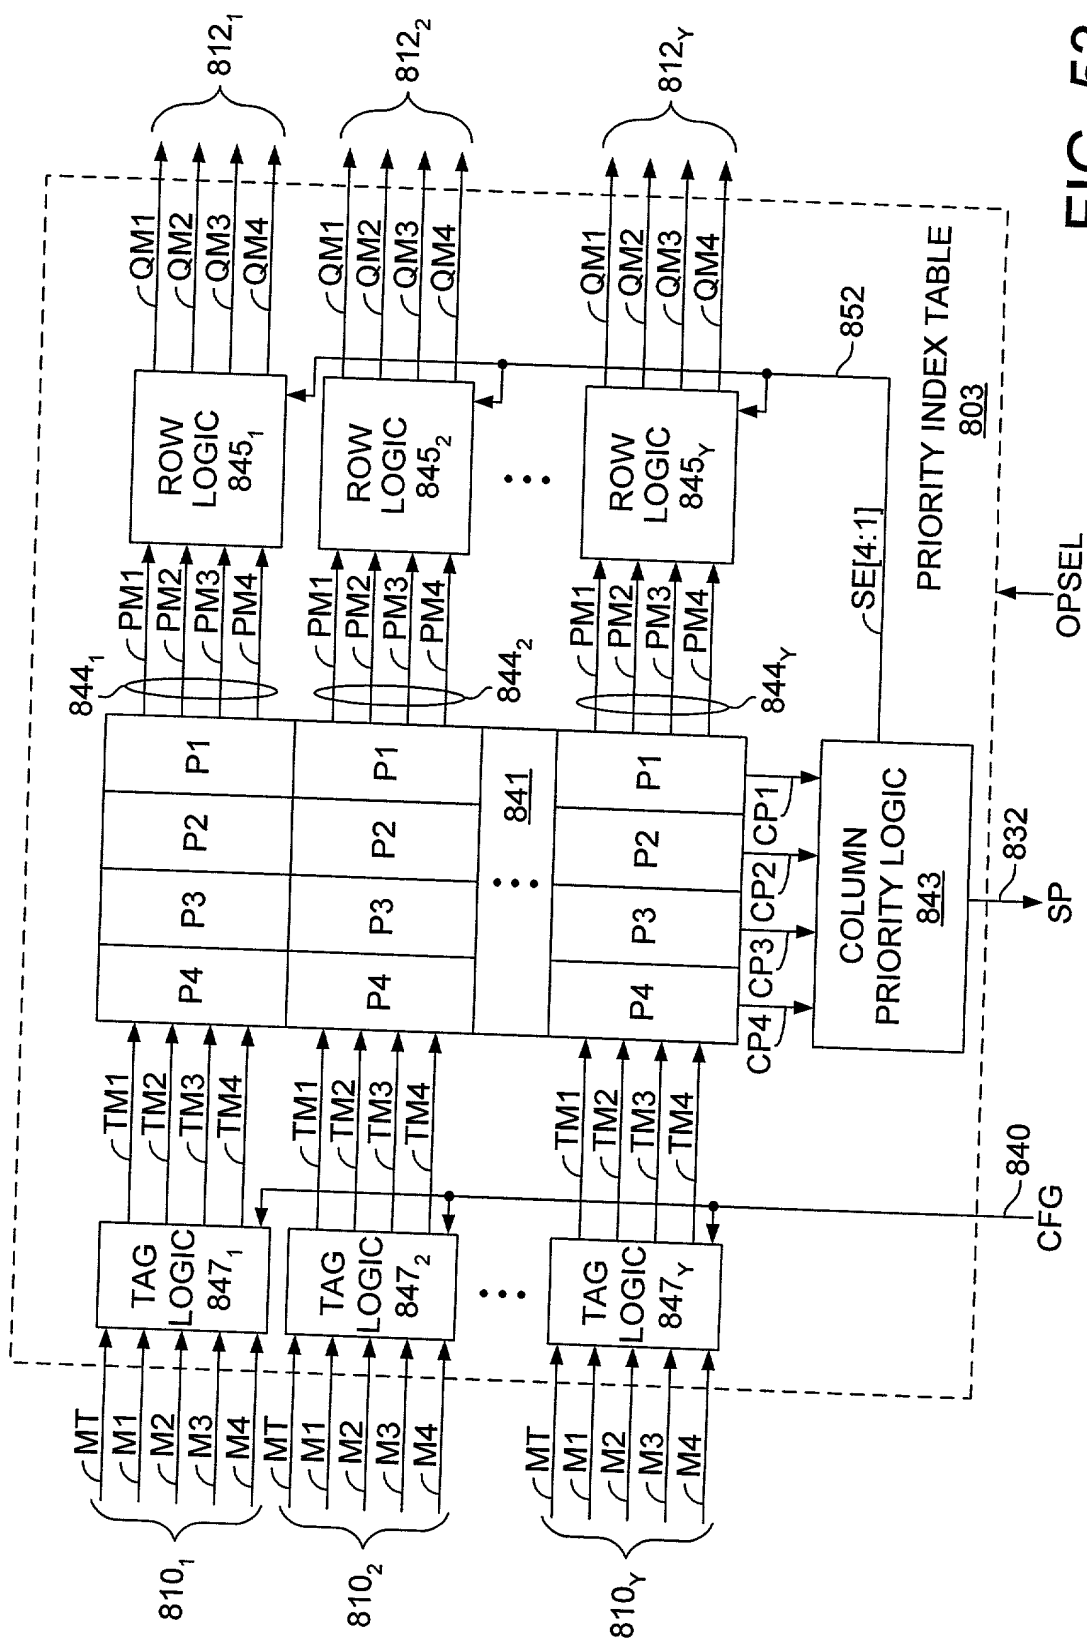 810₁
MT
M1
M2
M3
M4
810₂
MT
M1
M2
M3
M4
810Y
MT
M1
M2
M3
M4
TAG
LOGIC
847₁
TAG
LOGIC
847₂
TAG
LOGIC
847Y
CFG
840
TM1
TM2
TM3
TM4
TM1
TM2
TM3
TM4
TM1
TM2
TM3
TM4
P4 P3 P2 P1
P4 P3 P2 P1
841
P4 P3 P2 P1
CP4 CP3 CP2 CP1
COLUMN
PRIORITY LOGIC
843
832
SP
844₁
PM1
PM2
PM3
PM4
844₂
PM1
PM2
PM3
PM4
844Y
PM1
PM2
PM3
PM4
ROW
LOGIC
845₁
ROW
LOGIC
845₂
ROW
LOGIC
845Y
SE[4:1]
852
QM1
QM2
QM3
QM4
812₁
QM1
QM2
QM3
QM4
812₂
QM1
QM2
QM3
QM4
812Y
PRIORITY INDEX TABLE
803
OPSEL
FIG